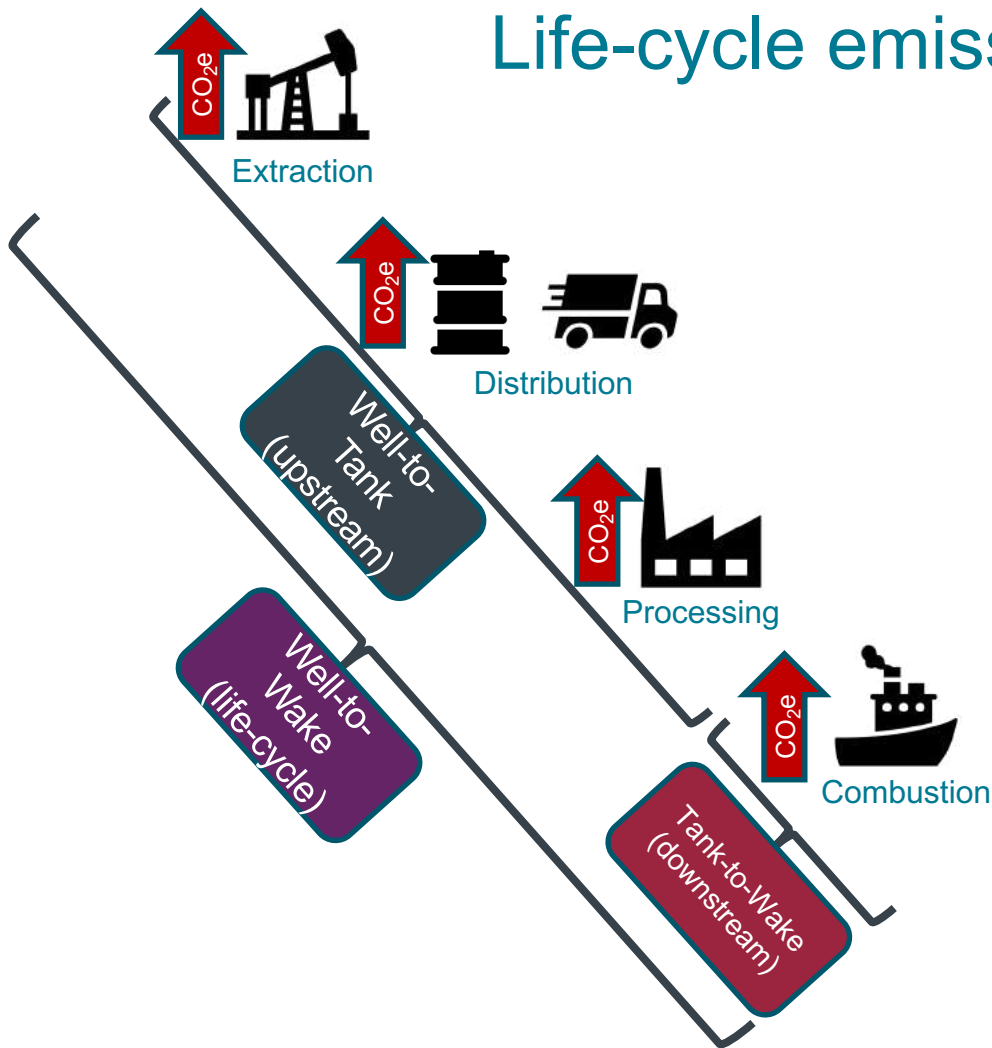 Life-cycle emiss
CO₂e
Extraction
CO₂e
Distribution
Well-to-
Tank
(upstream)
CO₂e
Processing
Well-to-
Wake
(life-cycle)
CO₂e
Combustion
Tank-to-Wake
(downstream)